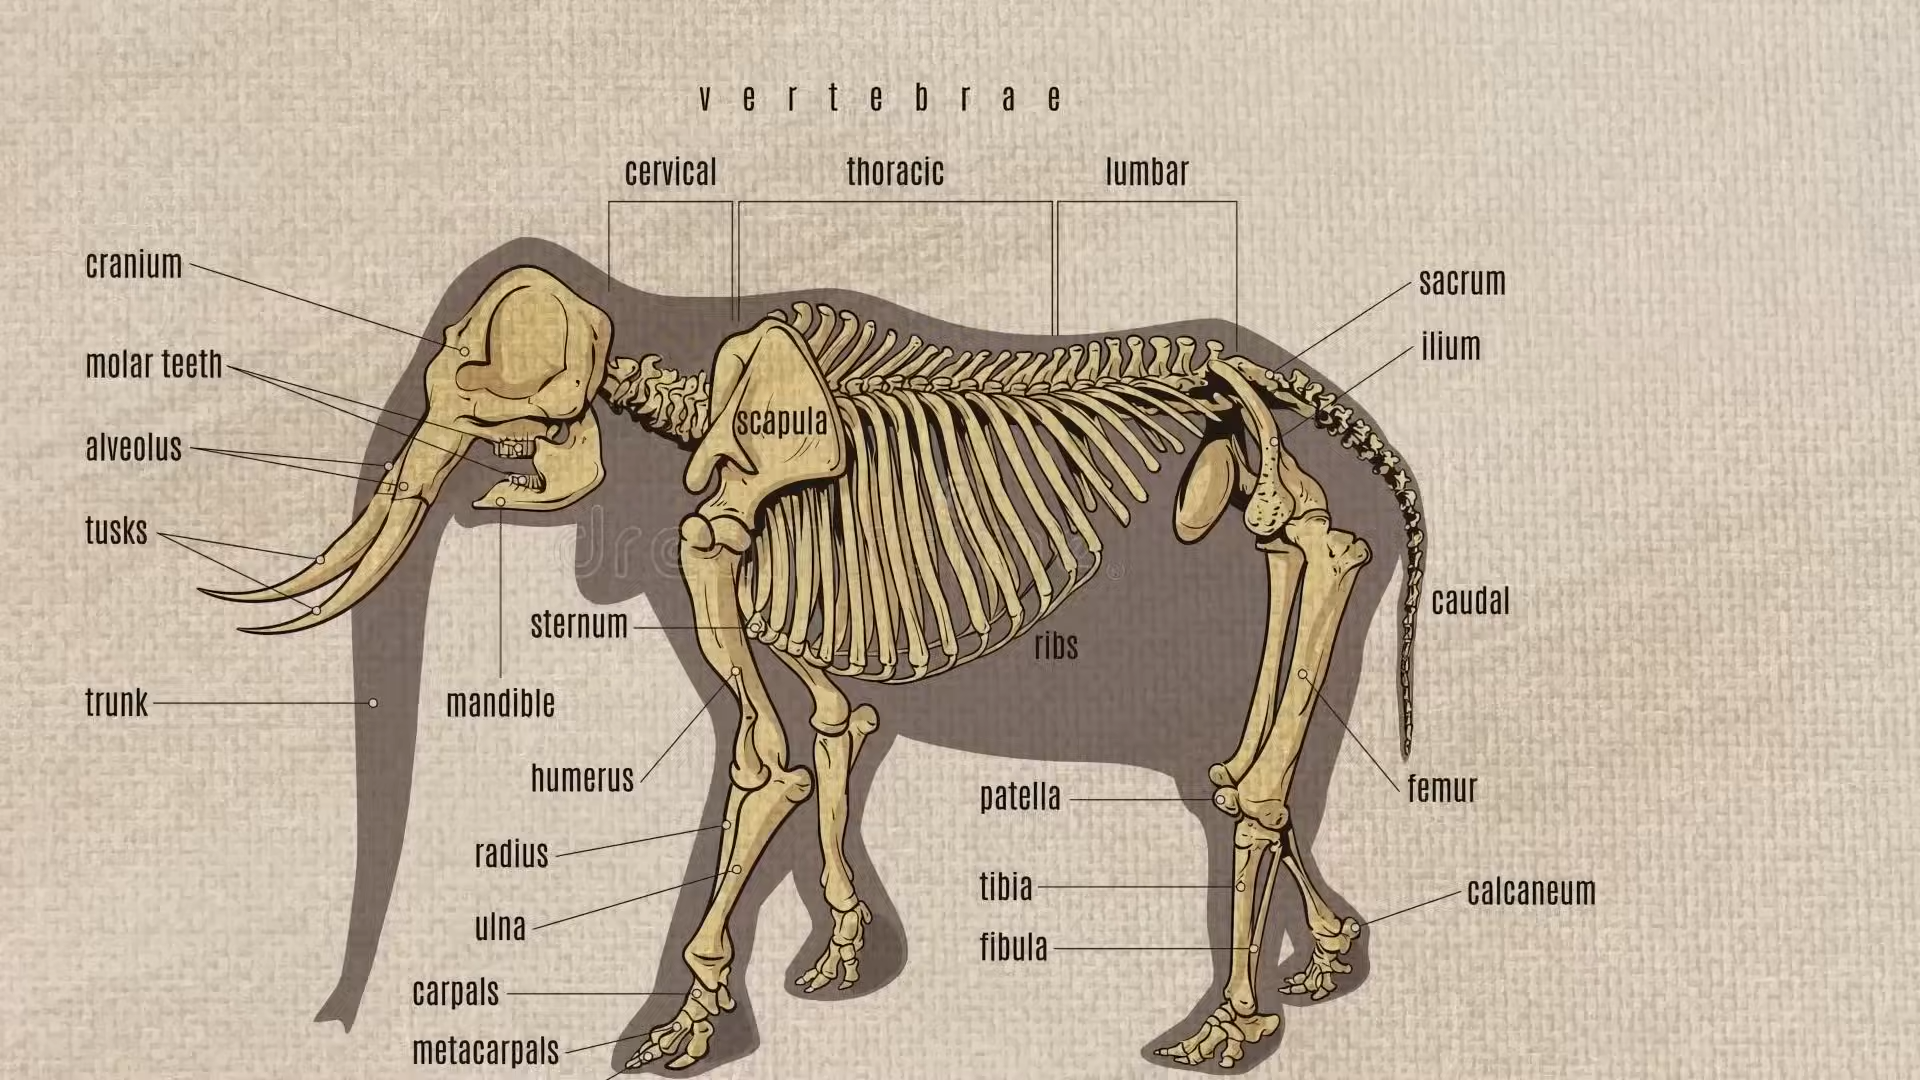 vertebrae
cervical
thoracic
lumbar
cranium
sacrum
molar teeth
ilium
scapula
alveolus
tusks
caudal
sternum
ribs
trunk
mandible
humerus
patella
femur
radius
tibia
calcaneum
ulna
fibula
carpals
metacarpals